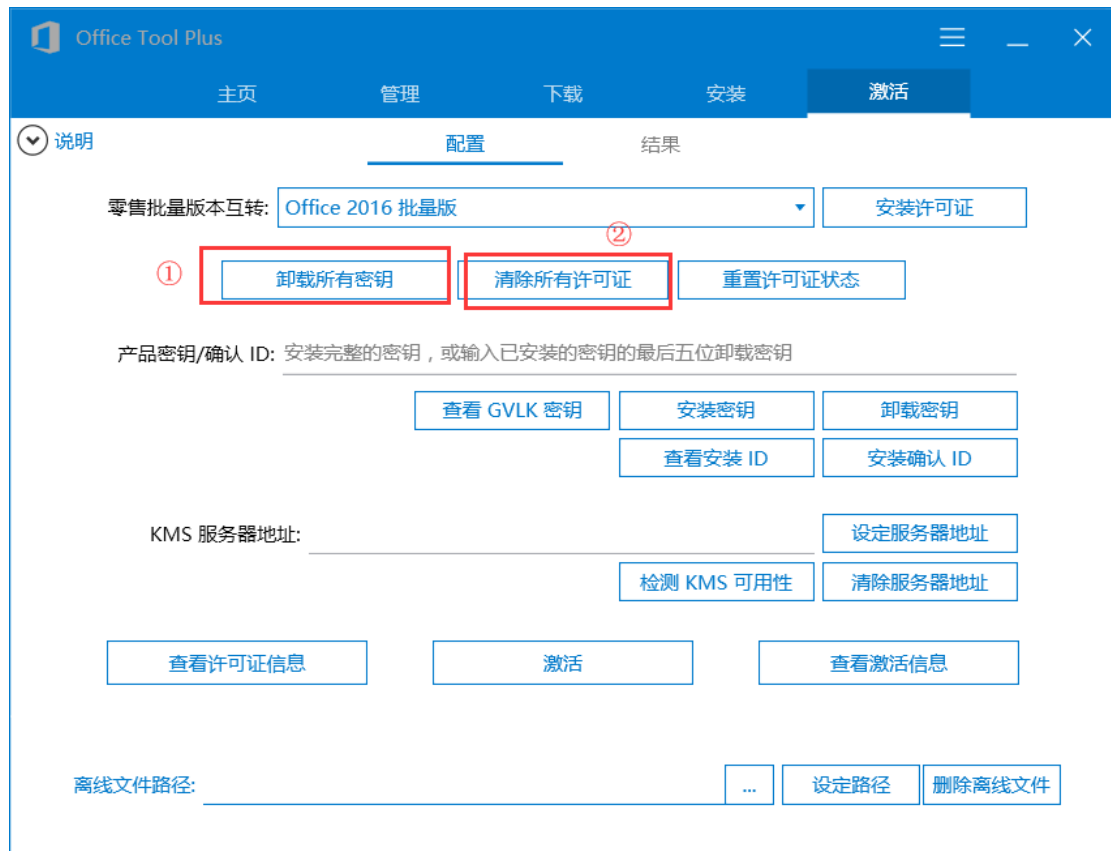 Office Tool Plus
主页 管理 下载 安装 激活
说明 配置 结果
零售批量版本互转: Office 2016 批量版 安装许可证
②
① 卸载所有密钥 清除所有许可证 重置许可证状态
产品密钥/确认 ID: 安装完整的密钥，或输入已安装的密钥的最后五位卸载密钥
查看 GVLK 密钥 安装密钥 卸载密钥
查看安装 ID 安装确认 ID
KMS 服务器地址: 设定服务器地址
检测 KMS 可用性 清除服务器地址
查看许可证信息 激活 查看激活信息
离线文件路径: ... 设定路径 删除离线文件